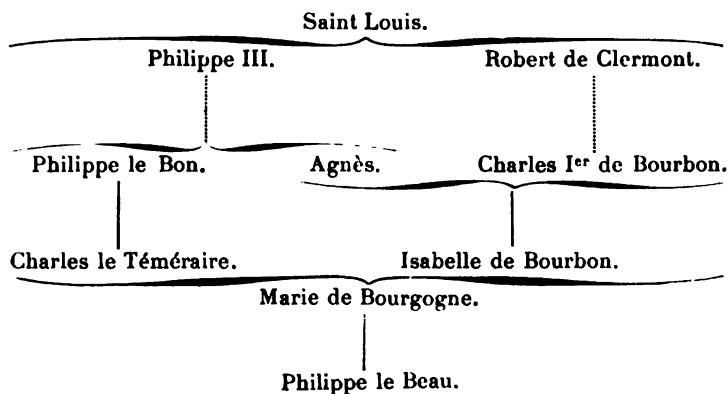 Saint Louis.
Philippe III. Robert de Clermont.
Philippe le Bon. Agnès. Charles Ier de Bourbon.
Charles le Téméraire. Isabelle de Bourbon.
Marie de Bourgogne.
Philippe le Beau.